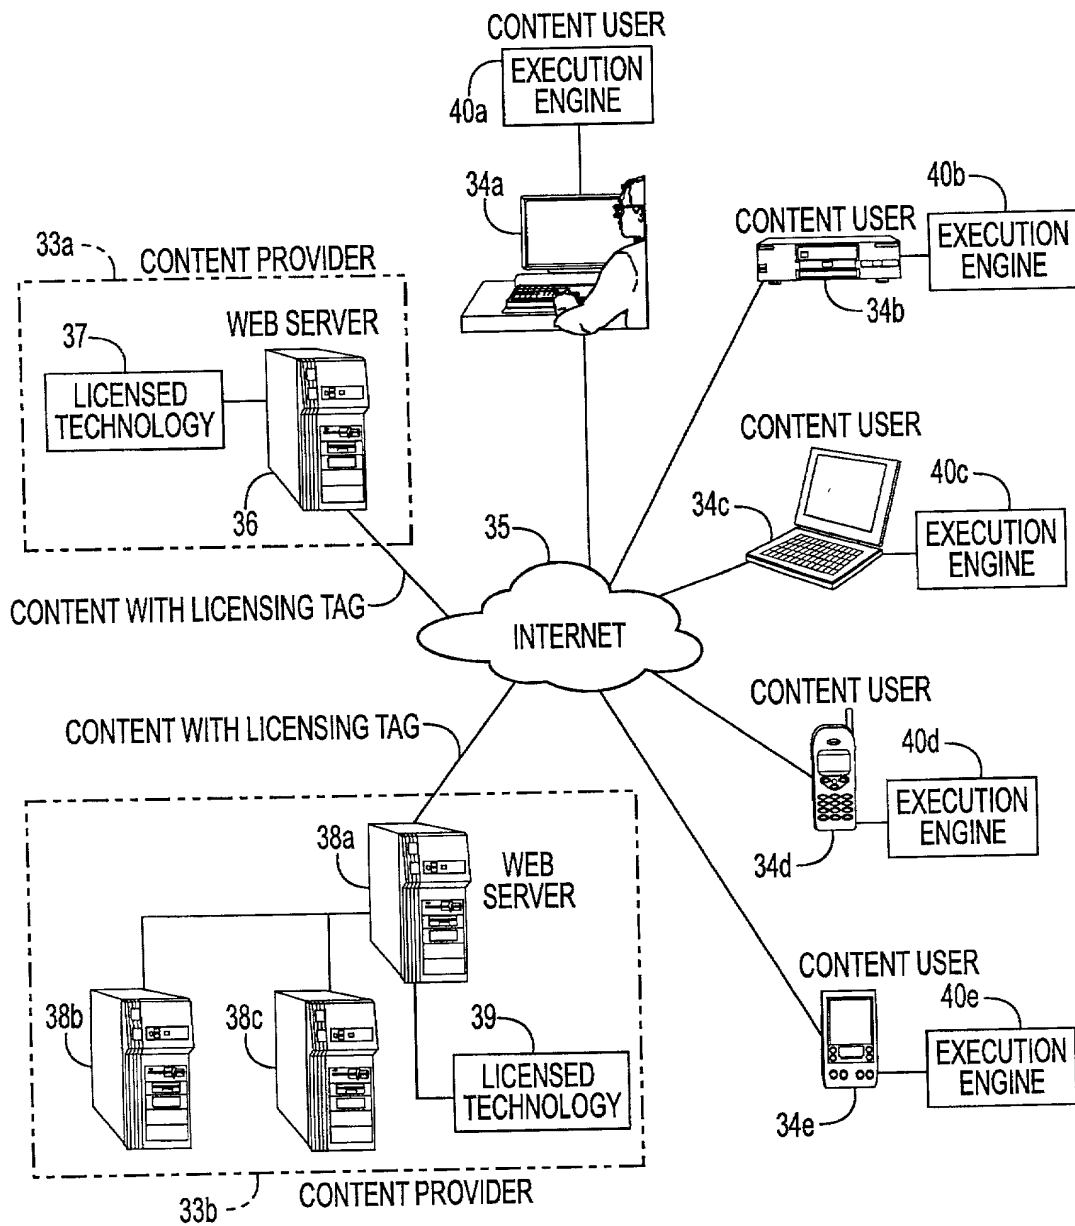 CONTENT USER
EXECUTION
ENGINE
40a
34a
40b
CONTENT USER
EXECUTION
ENGINE
34b
33a
CONTENT PROVIDER
WEB SERVER
37
LICENSED
TECHNOLOGY
36
CONTENT USER
40c
34c
EXECUTION
ENGINE
35
CONTENT WITH LICENSING TAG
INTERNET
CONTENT USER
CONTENT WITH LICENSING TAG
40d
EXECUTION
ENGINE
34d
38a
WEB
SERVER
CONTENT USER
40e
38b
38c
39
EXECUTION
ENGINE
LICENSED
TECHNOLOGY
34e
33b
CONTENT PROVIDER